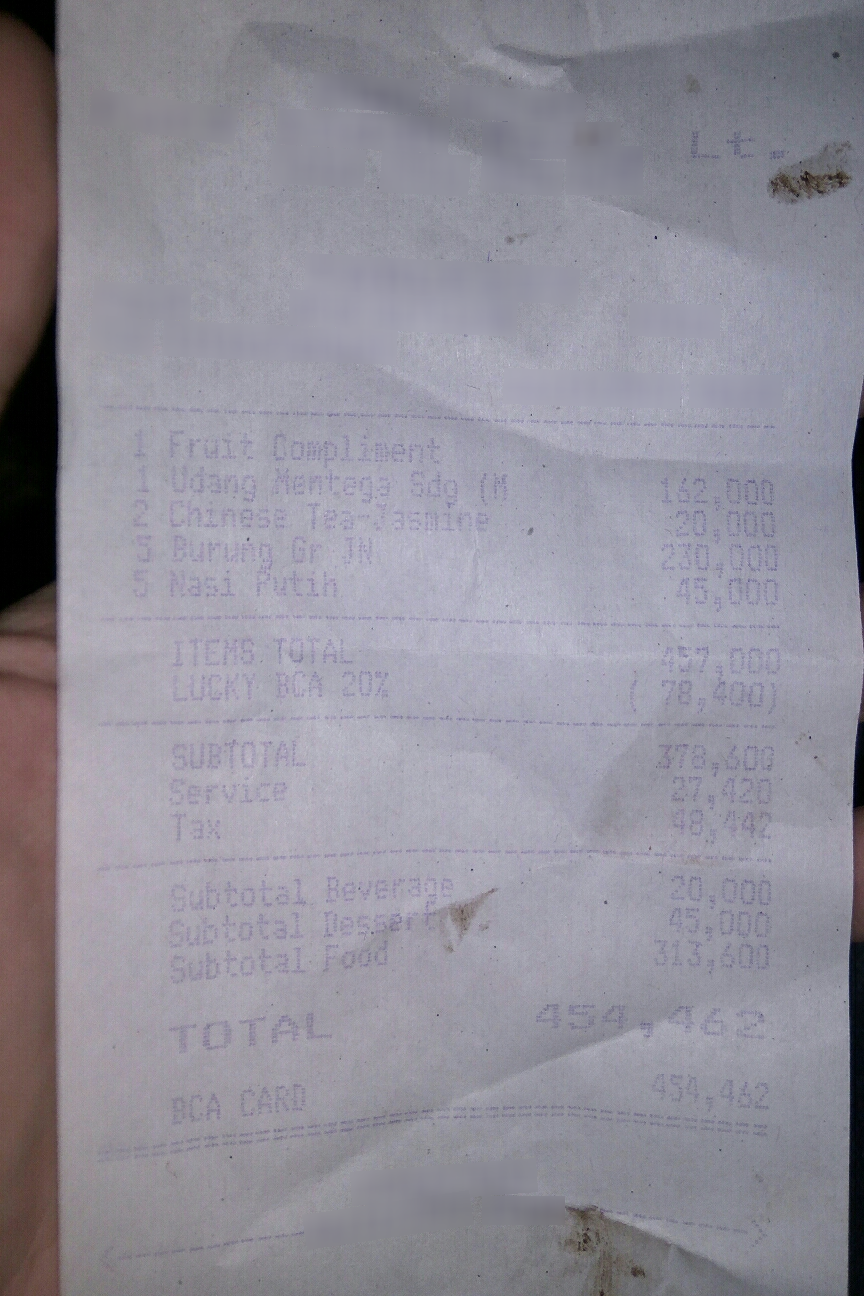 Lt.
1 Fruit Compliment
1 Udang Mentega Sdg (M 162,000
2 Chinese Tea-Jasmine 20,000
5 Burung Gr JN 230,000
5 Nasi Putih 45,000
ITEMS TOTAL 457,000
LUCKY BCA 20% ( 78,400)
SUBTOTAL 378,600
Service 27,420
Tax 48,442
Subtotal Beverage 20,000
Subtotal Dessert 45,000
Subtotal Food 313,600
TOTAL 454,462
BCA CARD 454,462